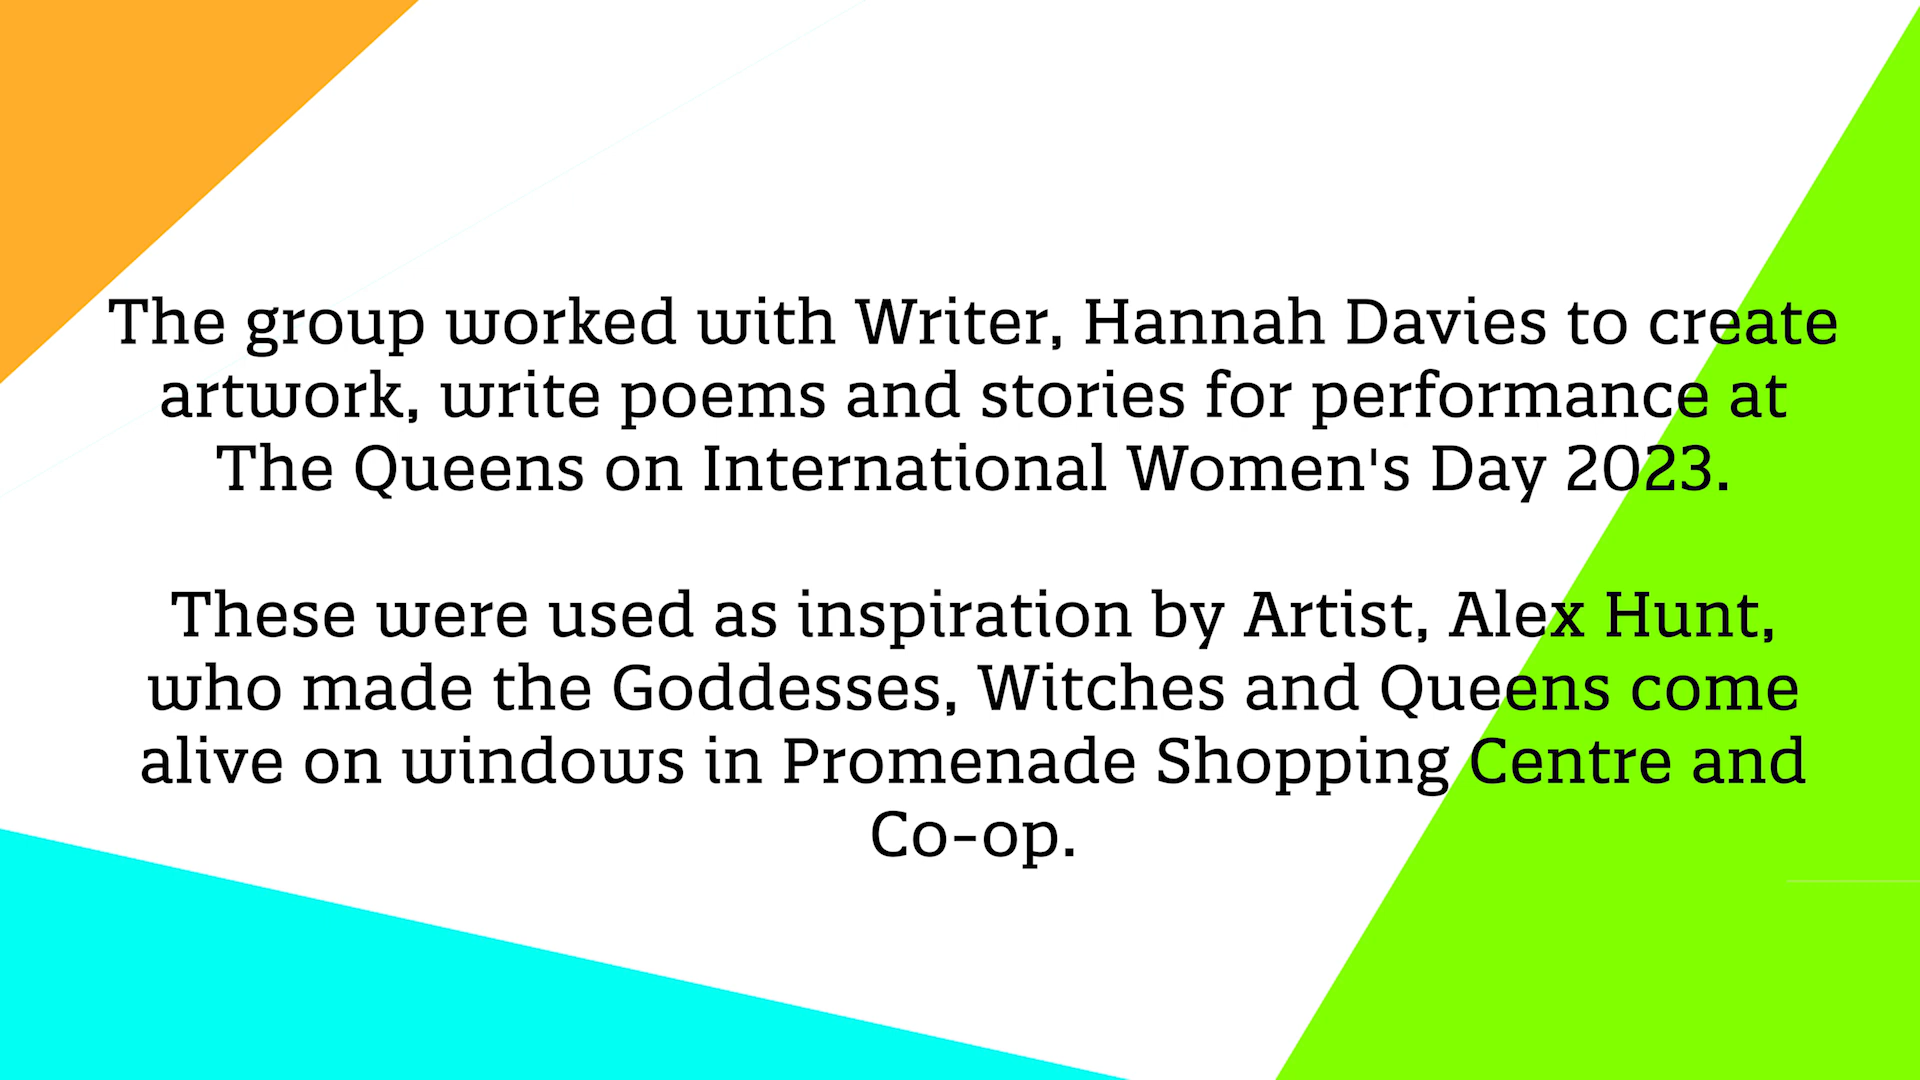 The group worked with Writer, Hannah Davies to create
artwork, write poems and stories for performance at
The Queens on International Women's Day 2023.
These were used as inspiration by Artist, Alex Hunt,
who made the Goddesses, Witches and Queens come
alive on windows in Promenade Shopping Centre and
Co-op.